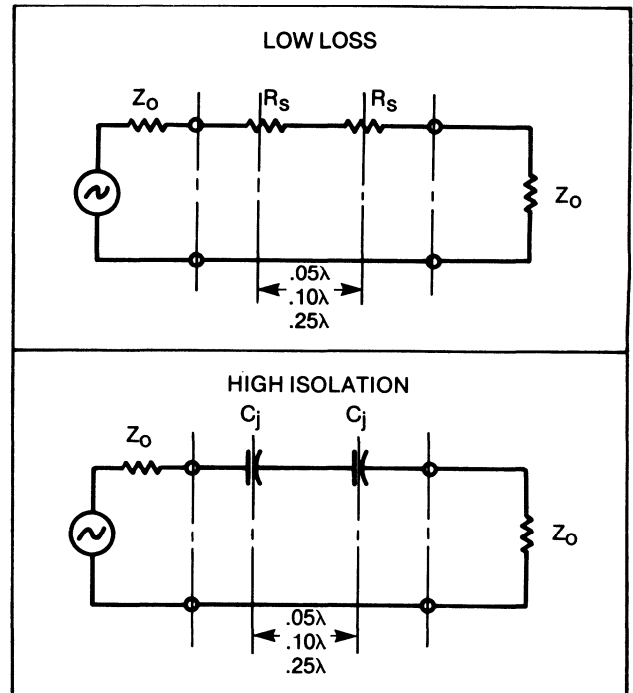 LOW LOSS
Zo Rs Rs
Zo
.05λ
.10λ
.25λ
HIGH ISOLATION
Cj Cj
Zo
Zo
.05λ
.10λ
.25λ